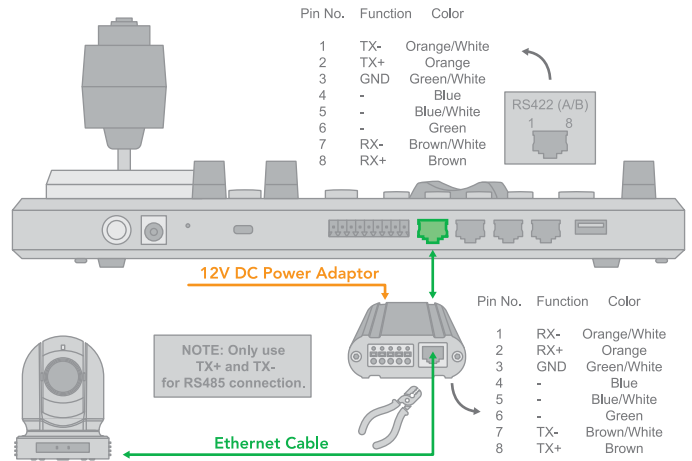 Pin No. Function Color
1 TX- Orange/White
2 TX+ Orange
3 GND Green/White
4 - Blue
5 - Blue/White
6 - Green
7 RX- Brown/White
8 RX+ Brown
RS422 (A/B)
1 8
12V DC Power Adaptor
NOTE: Only use
TX+ and TX-
for RS485 connection.
Pin No. Function Color
1 RX- Orange/White
2 RX+ Orange
3 GND Green/White
4 - Blue
5 - Blue/White
6 - Green
7 TX- Brown/White
8 TX+ Brown
Ethernet Cable